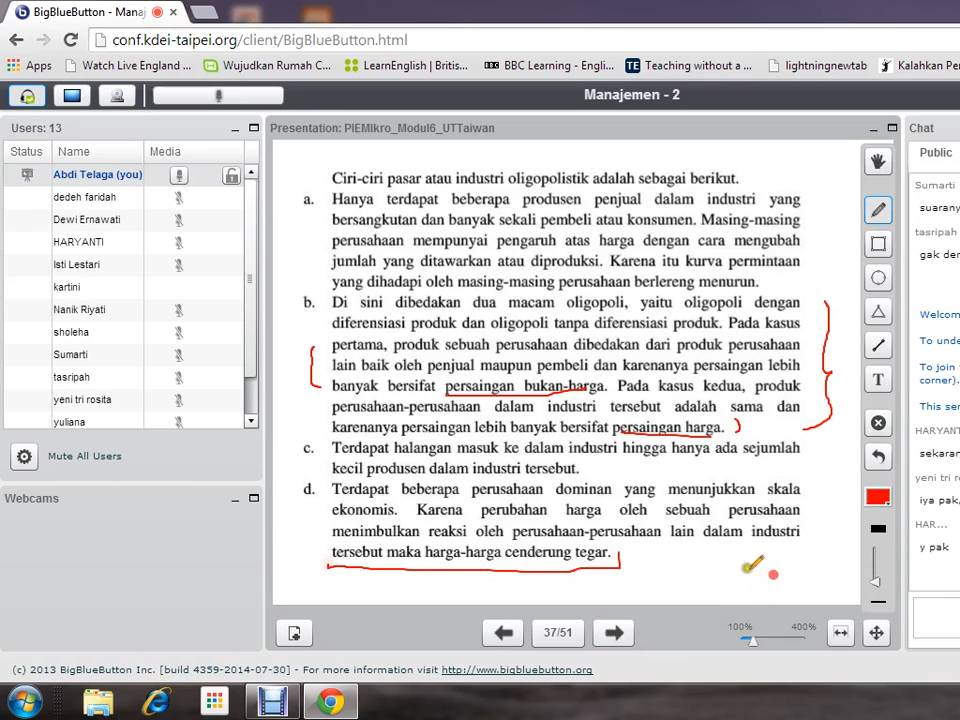 BigBlueButton - Manaj
conf.kdei-taipei.org/client/BigBlueButton.html
Apps Watch Live England ... Wujudkan Rumah C... LearnEnglish | Britis... BBC BBC Learning - Engli... TE Teaching without a ... lightningnewtab Kalahkan Pe
Manajemen - 2
Users: 13
Status Name Media
Abdi Telaga (you)
dedeh faridah
Dewi Ernawati
HARYANTI
Isti Lestari
kartini
Nanik Riyati
sholeha
Sumarti
tasripah
yeni tri rosita
yuliana
Mute All Users
Webcams
Presentation: PIEMIkro_Modul6_UTTaiwan
Ciri-ciri pasar atau industri oligopolistik adalah sebagai berikut.
a. Hanya terdapat beberapa produsen penjual dalam industri yang
bersangkutan dan banyak sekali pembeli atau konsumen. Masing-masing
perusahaan mempunyai pengaruh atas harga dengan cara mengubah
jumlah yang ditawarkan atau diproduksi. Karena itu kurva permintaan
yang dihadapi oleh masing-masing perusahaan berlereng menurun.
b. Di sini dibedakan dua macam oligopoli, yaitu oligopoli dengan
diferensiasi produk dan oligopoli tanpa diferensiasi produk. Pada kasus
pertama, produk sebuah perusahaan dibedakan dari produk perusahaan
lain baik oleh penjual maupun pembeli dan karenanya persaingan lebih
banyak bersifat persaingan bukan-harga. Pada kasus kedua, produk
perusahaan-perusahaan dalam industri tersebut adalah sama dan
karenanya persaingan lebih banyak bersifat persaingan harga.
c. Terdapat halangan masuk ke dalam industri hingga hanya ada sejumlah
kecil produsen dalam industri tersebut.
d. Terdapat beberapa perusahaan dominan yang menunjukkan skala
ekonomis. Karena perubahan harga oleh sebuah perusahaan
menimbulkan reaksi oleh perusahaan-perusahaan lain dalam industri
tersebut maka harga-harga cenderung tegar.
37/51
100% 400%
T
Chat
Public
Sumarti
suarany
tasripah
gak der
Welcom
To unde
To join
corner).
This ser
HARYANT
sekaran
yeni tri ro
iya pak,
HAR...
y pak
(c) 2013 BigBlueButton Inc. [build 4359-2014-07-30] - For more information visit http://www.bigbluebutton.org